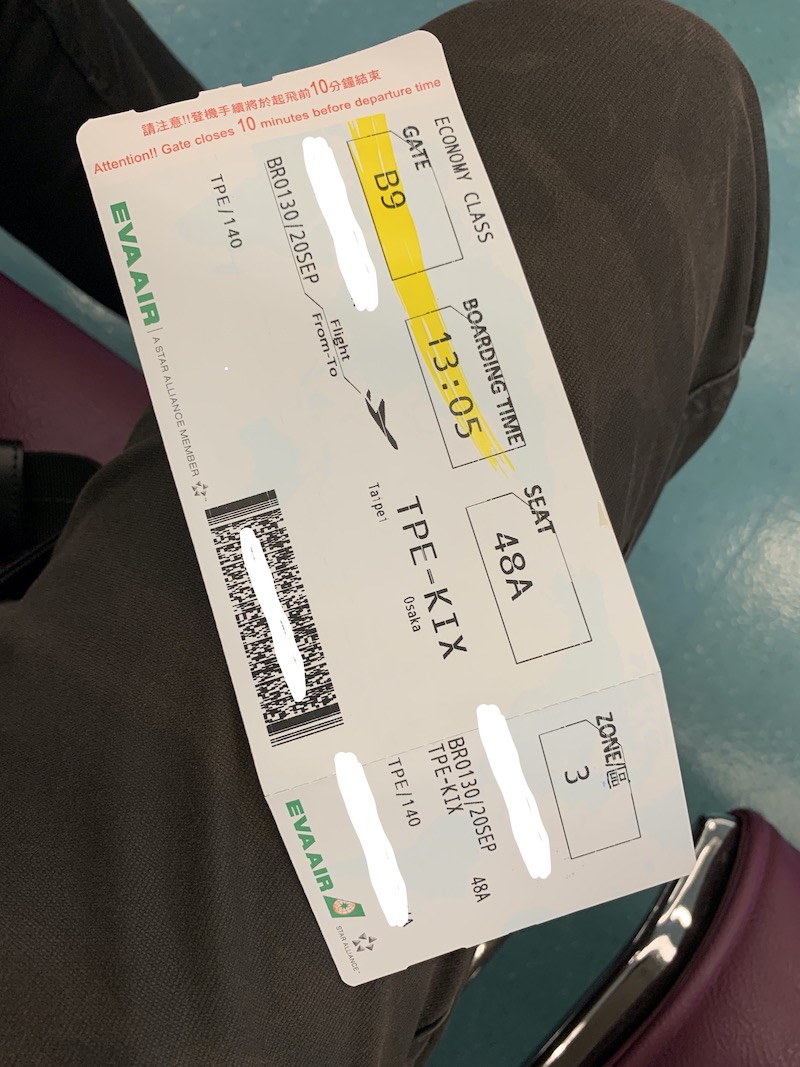 請注意!!登機手續將於起飛前10分鐘結束
Attention!! Gate closes 10 minutes before departure time
ECONOMY CLASS
GATE
B9
BOARDING TIME
13:05
SEAT
48A
BR0130/20SEP
Flight
From-To
TPE-KIX
Taipei
Osaka
TPE/140
EVA AIR
A STAR ALLIANCE MEMBER
ZONE/區
3
BR0130/20SEP
TPE-KIX
48A
TPE/140
EVA AIR
STAR ALLIANCE